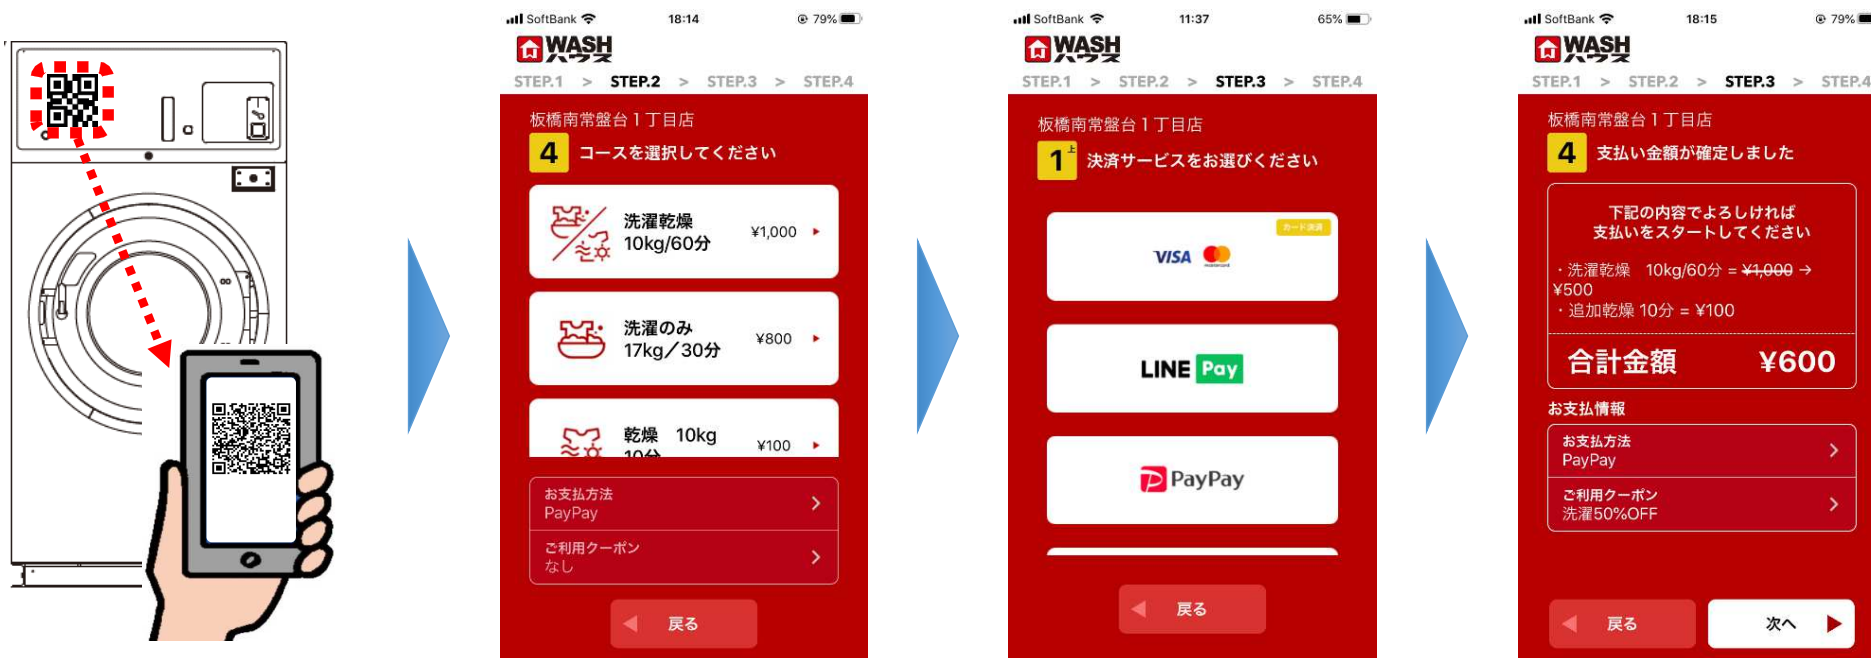 SoftBank 18:14 79%
WASH
ハウス
STEP.1 > STEP.2 > STEP.3 > STEP.4
板橋南常盤台1丁目店
4 コースを選択してください
洗濯乾燥
10kg/60分 ¥1,000
洗濯のみ
17kg/30分 ¥800
乾燥 10kg
10分 ¥100
お支払方法
PayPay
ご利用クーポン
なし
戻る
SoftBank 11:37 65%
WASH
ハウス
STEP.1 > STEP.2 > STEP.3 > STEP.4
板橋南常盤台1丁目店
1上 決済サービスをお選びください
カード決済
VISA mastercard
LINE Pay
PayPay
戻る
SoftBank 18:15 79%
WASH
ハウス
STEP.1 > STEP.2 > STEP.3 > STEP.4
板橋南常盤台1丁目店
4 支払い金額が確定しました
下記の内容でよろしければ
支払いをスタートしてください
・洗濯乾燥 10kg/60分 = ¥1,000 →
¥500
・追加乾燥 10分 = ¥100
合計金額 ¥600
お支払情報
お支払方法
PayPay
ご利用クーポン
洗濯50%OFF
戻る 次へ